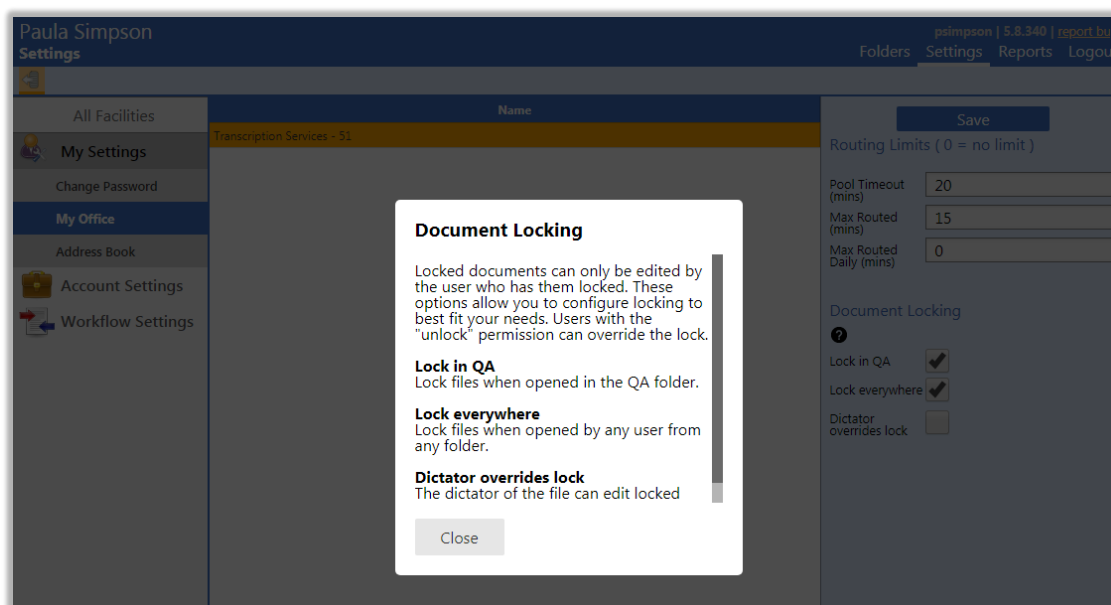 Paula Simpson
Settings
psimpson | 5.8.340 | report bu
Folders Settings Reports Logou
All Facilities
My Settings
Change Password
My Office
Address Book
Account Settings
Workflow Settings
Name
Transcription Services - 51
Document Locking
Locked documents can only be edited by
the user who has them locked. These
options allow you to configure locking to
best fit your needs. Users with the
"unlock" permission can override the lock.
Lock in QA
Lock files when opened in the QA folder.
Lock everywhere
Lock files when opened by any user from
any folder.
Dictator overrides lock
The dictator of the file can edit locked
Close
Save
Routing Limits ( 0 = no limit )
Pool Timeout
(mins)
20
Max Routed
(mins)
15
Max Routed
Daily (mins)
0
Document Locking
?
Lock in QA
Lock everywhere
Dictator
overrides lock